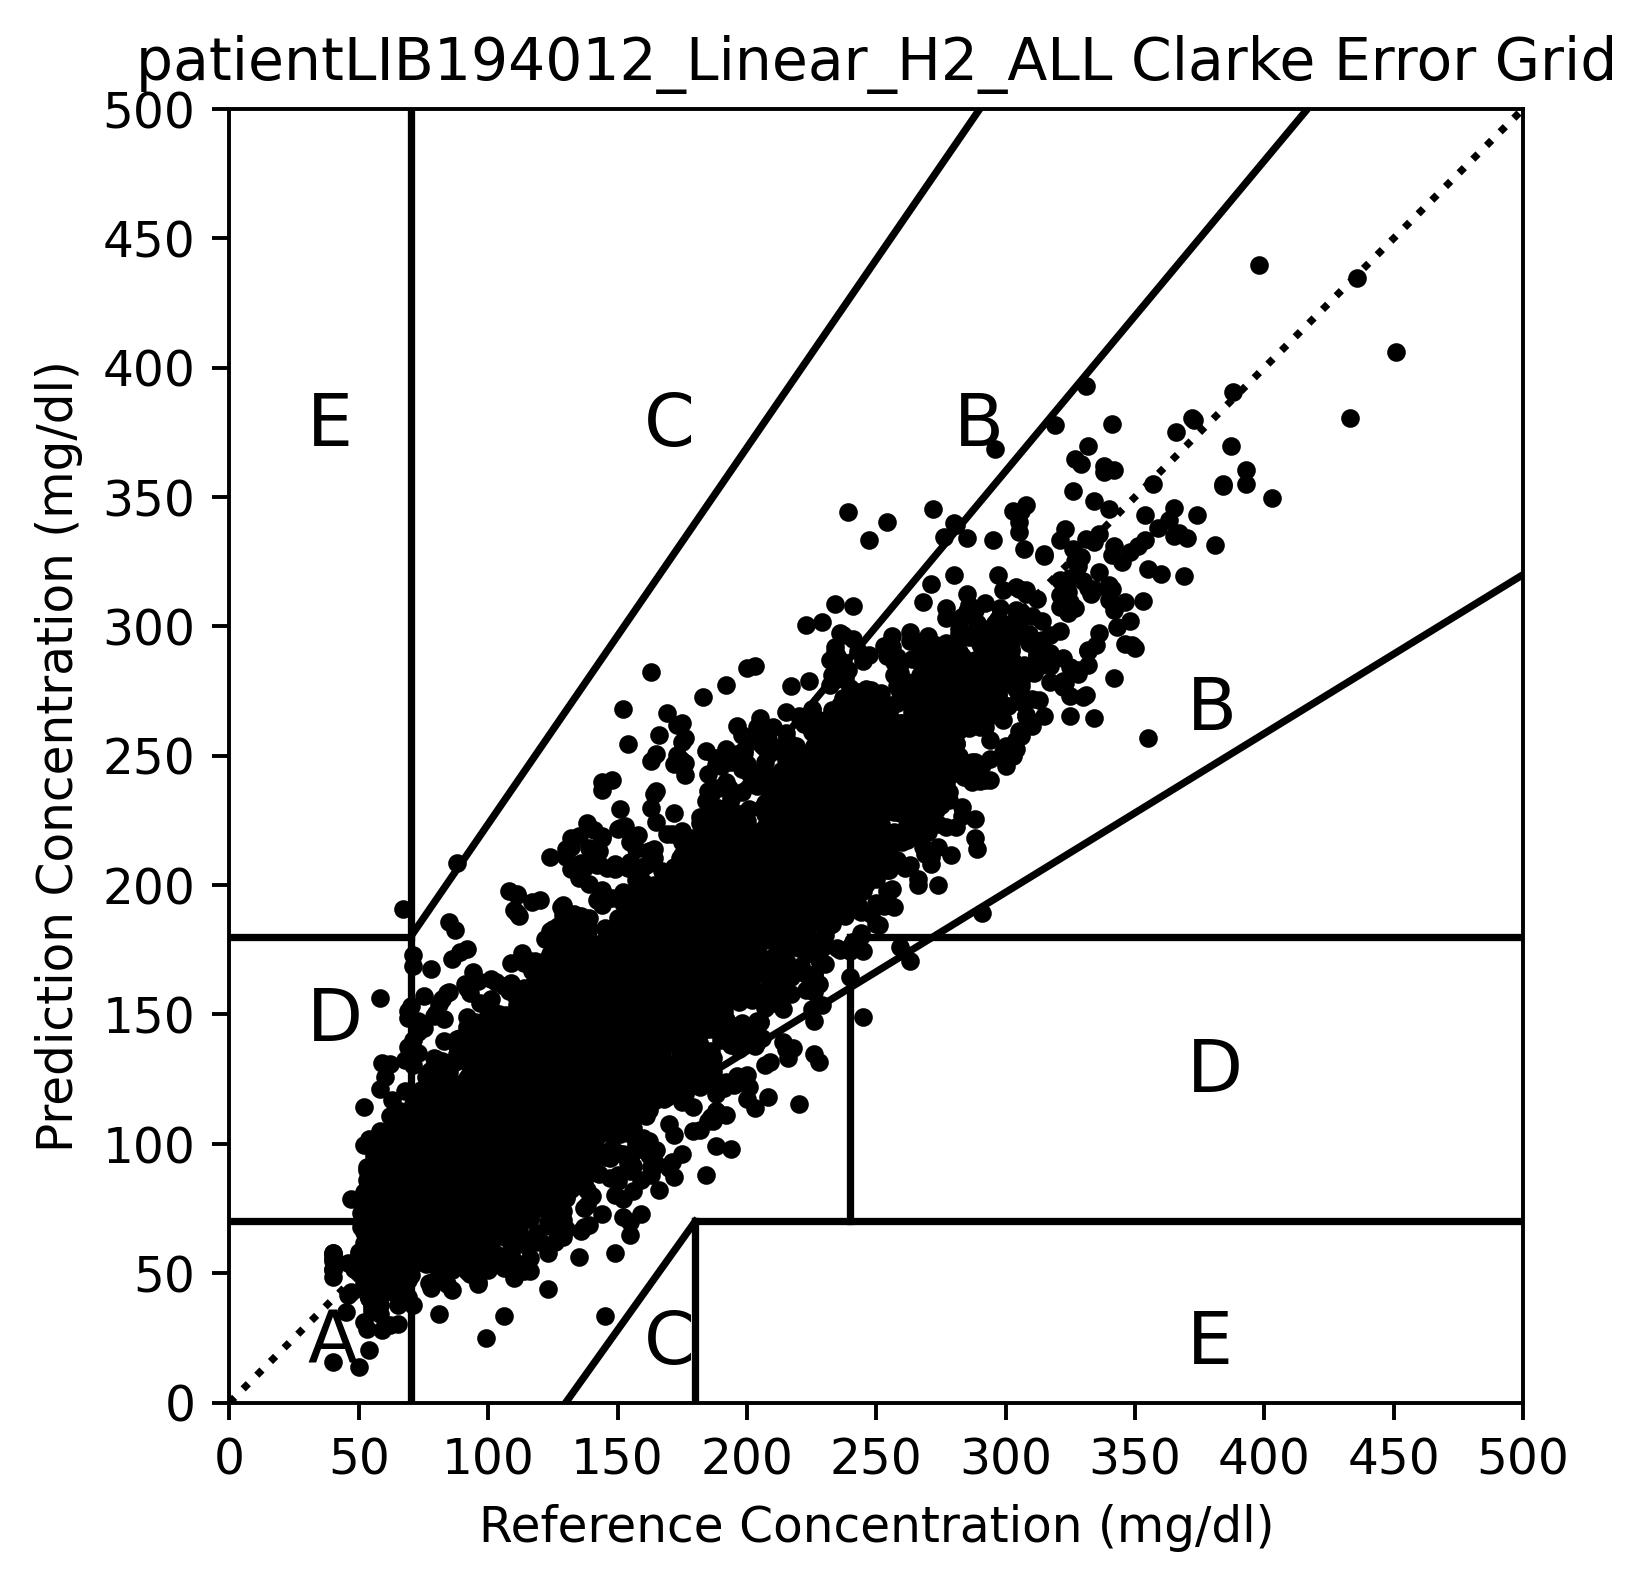 patientLIB194012_Linear_H2_ALL Clarke Error Grid
500
450
400
350
300
250
200
150
100
50
0
Prediction Concentration (mg/dl)
E
C
B
B
D
D
A
C
E
0 50 100 150 200 250 300 350 400 450 500
Reference Concentration (mg/dl)